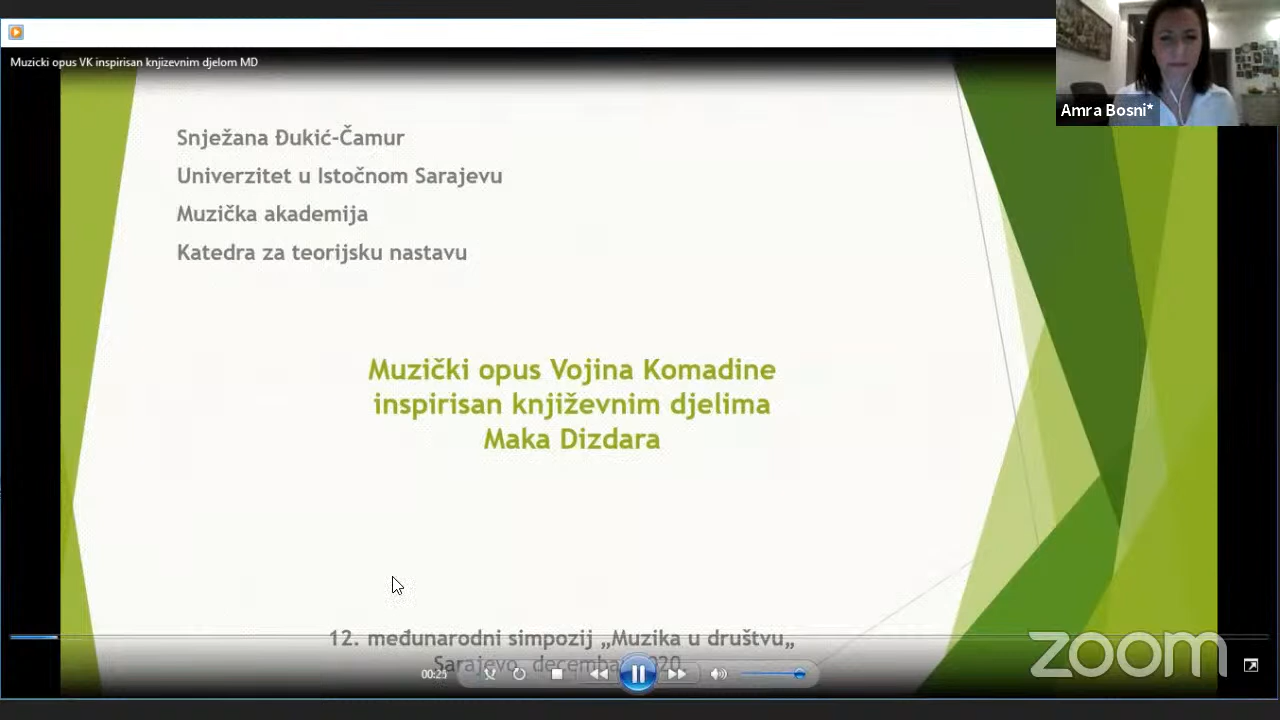 Muzicki opus VK inspirisan knjizevnim djelom MD
Amra Bosni*
Snježana Đukić-Čamur
Univerzitet u Istočnom Sarajevu
Muzička akademija
Katedra za teorijsku nastavu
Muzički opus Vojina Komadine
inspirisan književnim djelima
Maka Dizdara
12. međunarodni simpozij „Muzika u društvu„
Sarajevo,
00:25
zoom